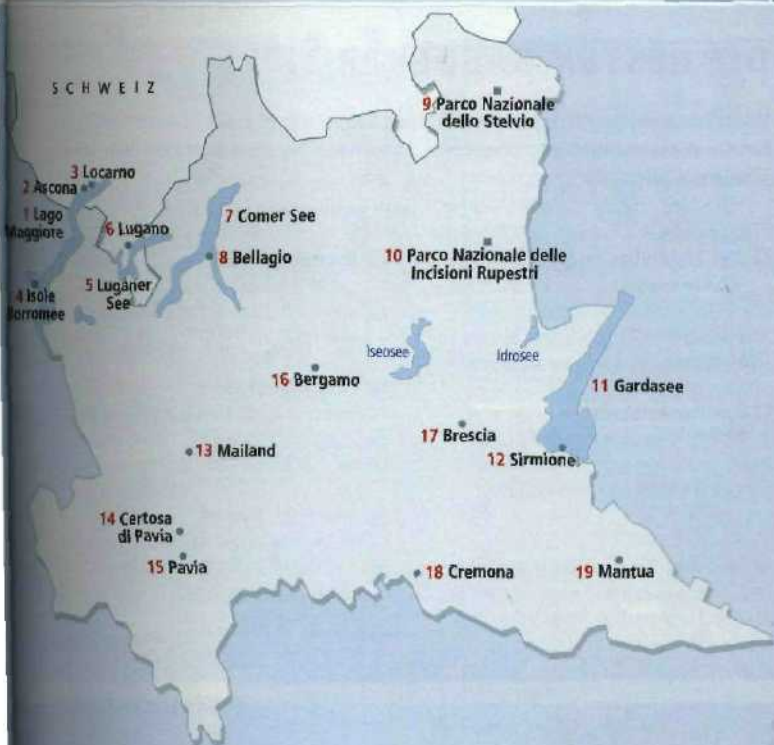 SCHWEIZ
9 Parco Nazionale
dello Stelvio
3 Locarno
2 Ascona
1 Lago
Maggiore
6 Lugano
7 Comer See
8 Bellagio
10 Parco Nazionale delle
Incisioni Rupestri
5 Luganer
See
4 Isole
Borromee
Iseosee
Idrosee
11 Gardasee
16 Bergamo
17 Brescia
12 Sirmione
13 Mailand
14 Certosa
di Pavia
15 Pavia
18 Cremona
19 Mantua